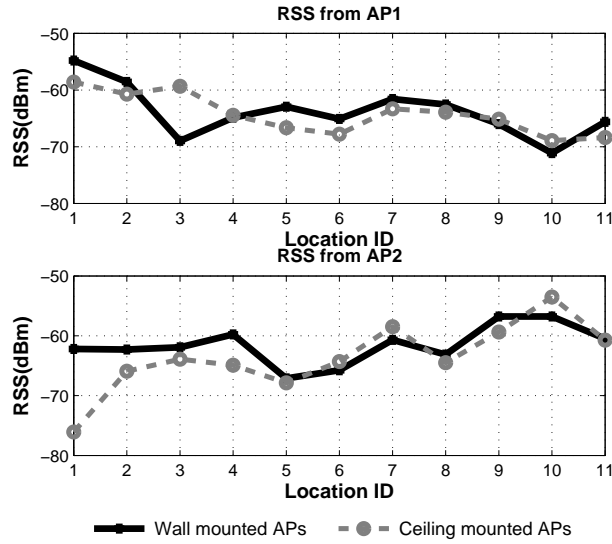 RSS from AP1
RSS(dBm)
−50
−60
−70
−80
1 2 3 4 5 6 7 8 9 10 11
Location ID
RSS from AP2
RSS(dBm)
−50
−60
−70
−80
1 2 3 4 5 6 7 8 9 10 11
Location ID
Wall mounted APs Ceiling mounted APs